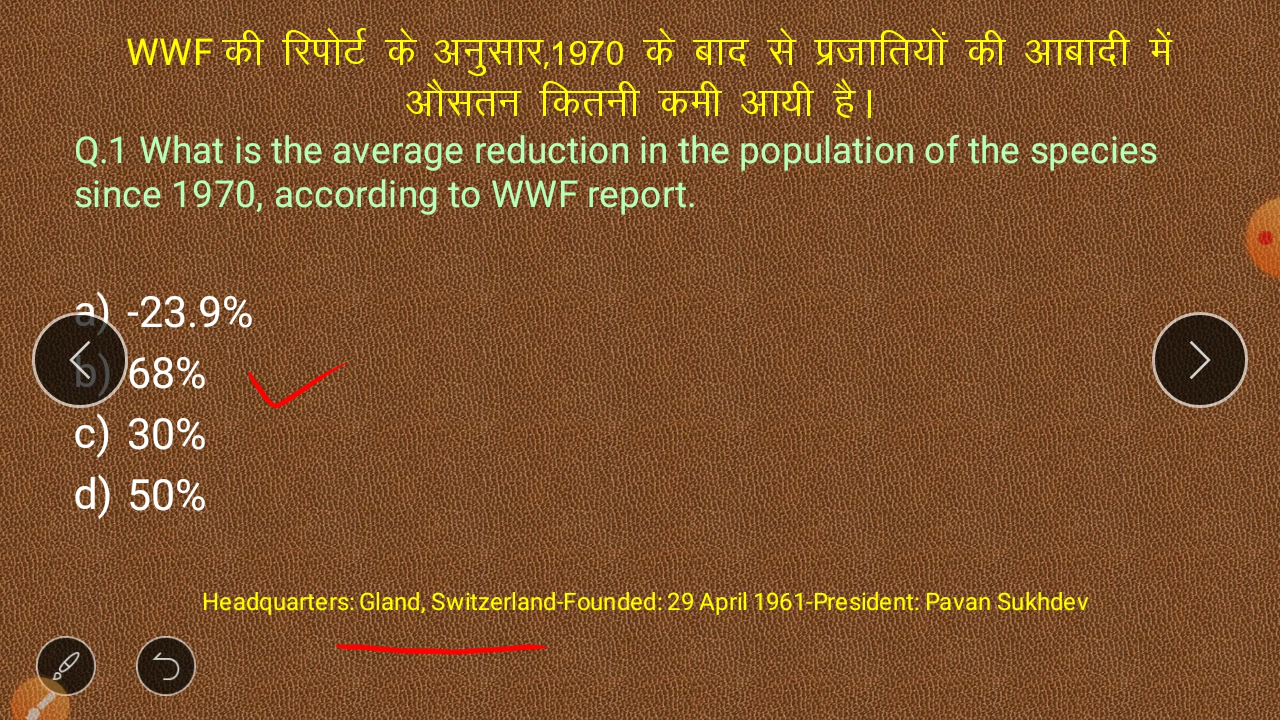 WWF की रिपोर्ट के अनुसार,1970 के बाद से प्रजातियों की आबादी में
औसतन कितनी कमी आयी है।
Q.1 What is the average reduction in the population of the species
since 1970, according to WWF report.
a) -23.9%
b) 68%
c) 30%
d) 50%
Headquarters: Gland, Switzerland-Founded: 29 April 1961-President: Pavan Sukhdev